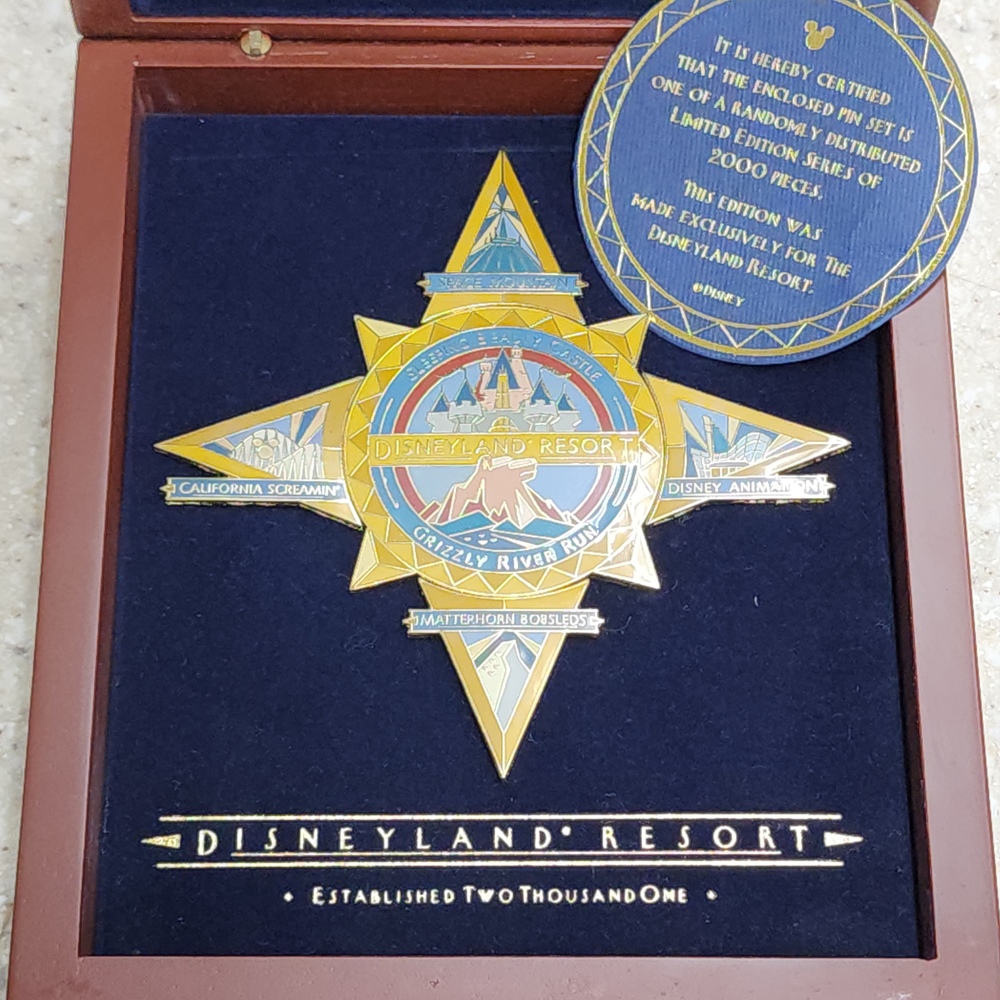 IT IS HEREBY CERTIFIED
THAT THE ENCLOSED PIN SET IS
ONE OF A RANDOMLY DISTRIBUTED
LIMITED EDITION SERIES OF
2000 PIECES.
THIS EDITION WAS
MADE EXCLUSIVELY FOR THE
DISNEYLAND RESORT.
©DISNEY
SPACE MOUNTAIN
SLEEPING BEAUTY CASTLE
DISNEYLAND® RESORT
CALIFORNIA SCREAMIN'
DISNEY ANIMATION
GRIZZLY RIVER RUN
MATTERHORN BOBSLEDS
DISNEYLAND® RESORT
• ESTABLISHED TWO THOUSAND ONE •